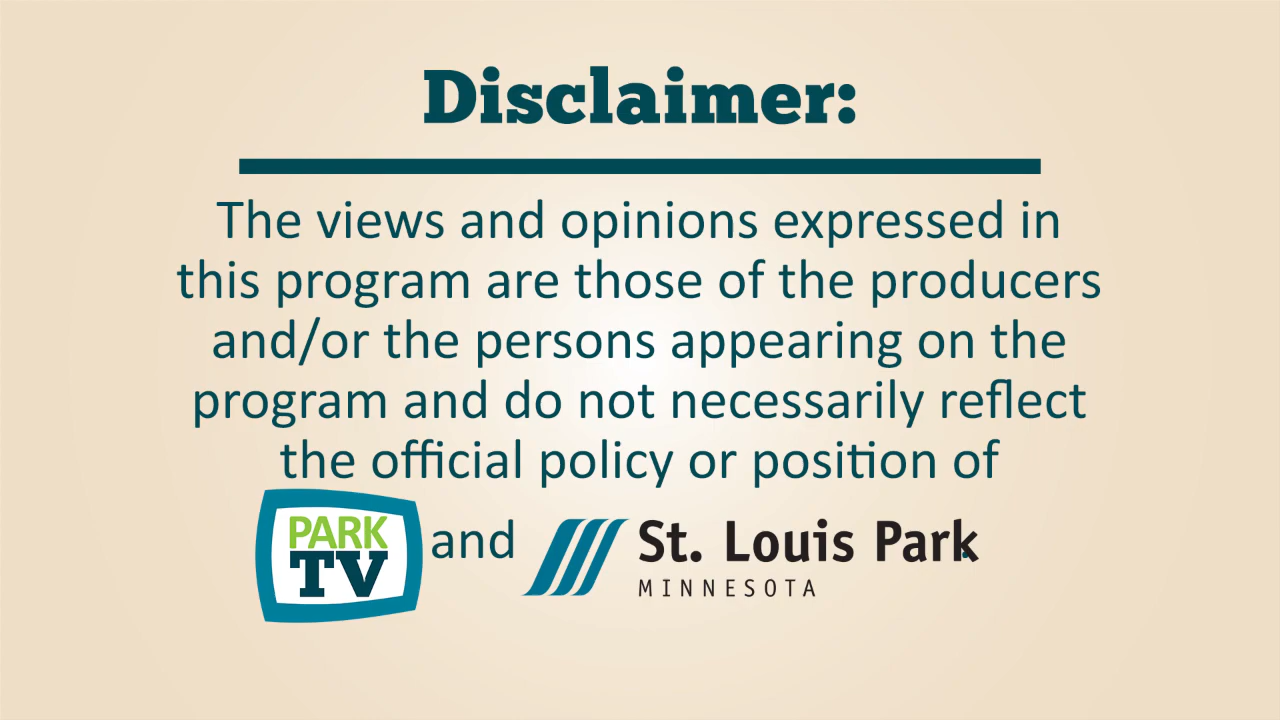 Disclaimer:
The views and opinions expressed in
this program are those of the producers
and/or the persons appearing on the
program and do not necessarily reflect
the official policy or position of
PARK
TV
and
St. Louis Park.
MINNESOTA